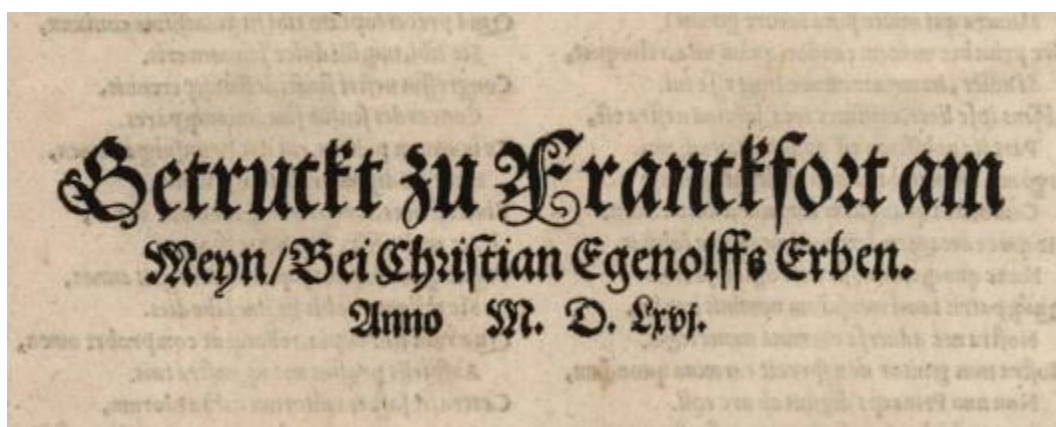 Getruckt zu Franckfort am
Meyn/Bei Christian Egenolffs Erben.
Anno M. D. Lxvj.